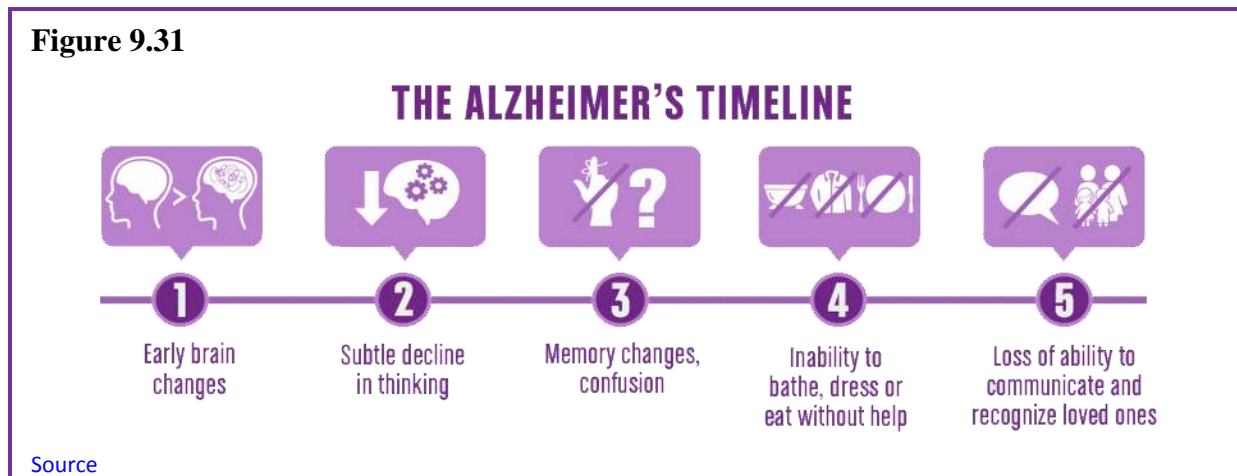 Figure 9.31
THE ALZHEIMER'S TIMELINE
?
1
2
3
4
5
Early brain
changes
Subtle decline
in thinking
Memory changes,
confusion
Inability to
bathe, dress or
eat without help
Loss of ability to
communicate and
recognize loved ones
Source